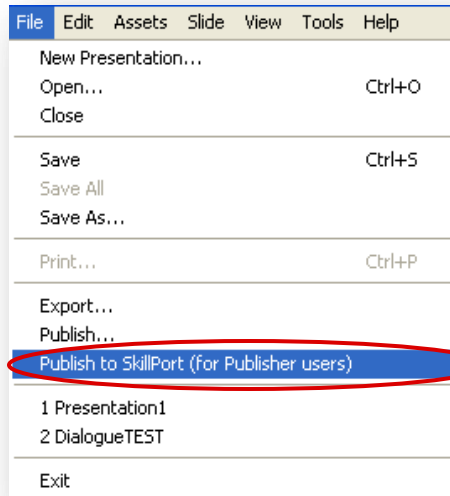 File Edit Assets Slide View Tools Help
New Presentation...
Open... Ctrl+O
Close
Save Ctrl+S
Save All
Save As...
Print... Ctrl+P
Export...
Publish...
Publish to SkillPort (for Publisher users)
1 Presentation1
2 DialogueTEST
Exit